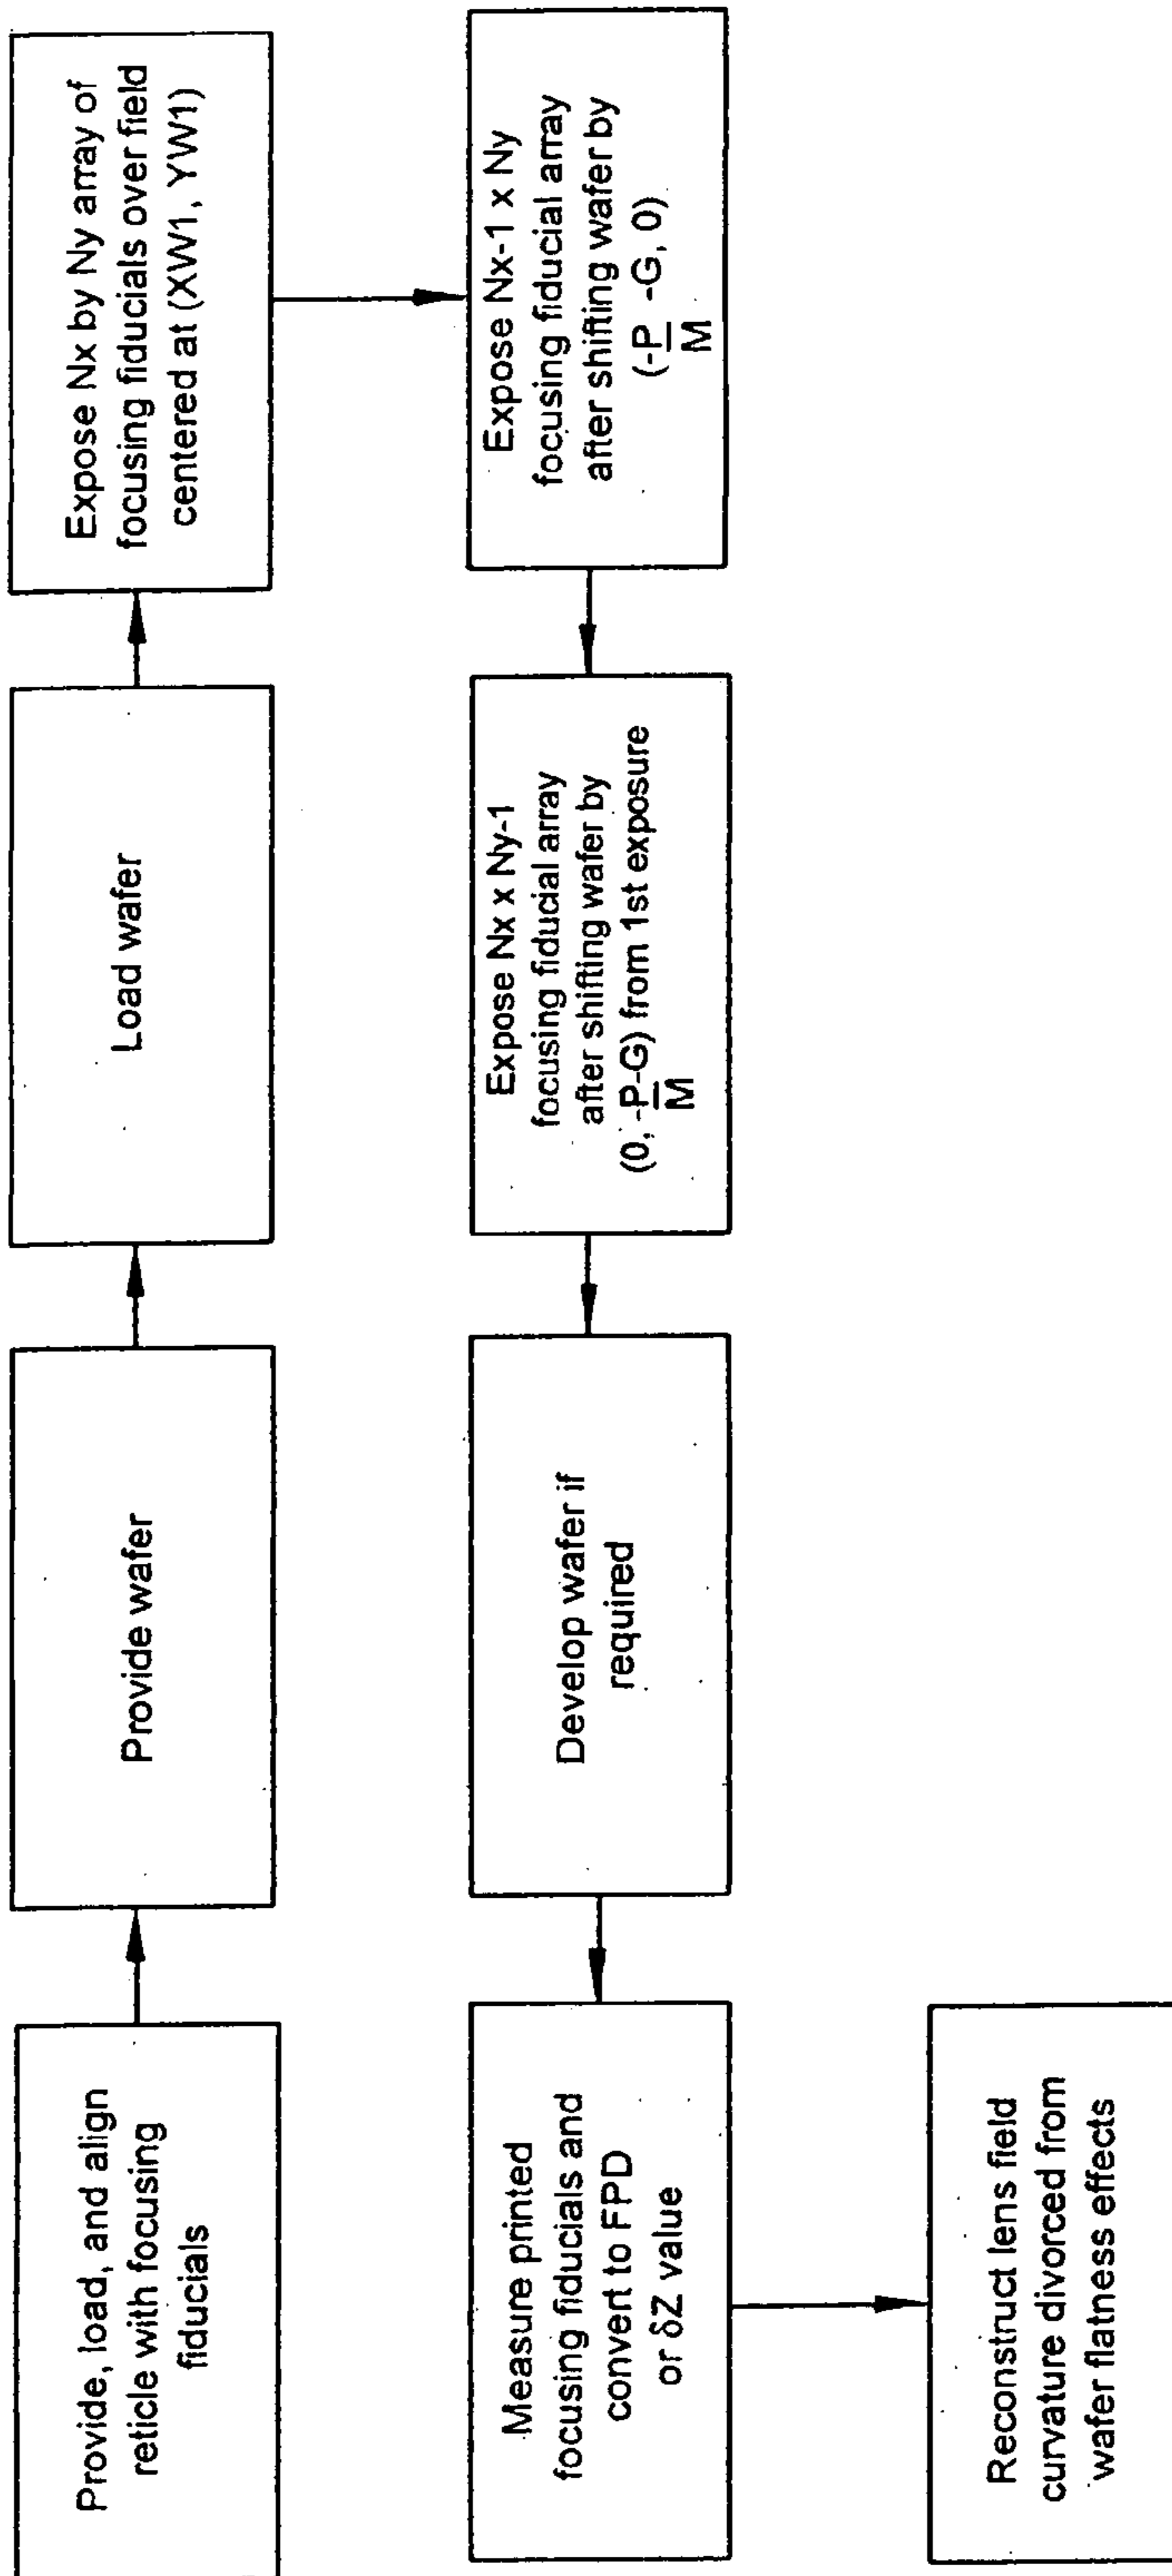 Provide, load, and align
reticle with focusing
fiducials
Provide wafer
Load wafer
Expose Nx by Ny array of
focusing fiducials over field
centered at (XW1, YW1)
Expose Nx-1 x Ny
focusing fiducial array
after shifting wafer by
(-P -G, 0)
M
Expose Nx x Ny-1
focusing fiducial array
after shifting wafer by
(0, -P-G) from 1st exposure
M
Develop wafer if
required
Measure printed
focusing fiducials and
convert to FPD
or δZ value
Reconstruct lens field
curvature divorced from
wafer flatness effects